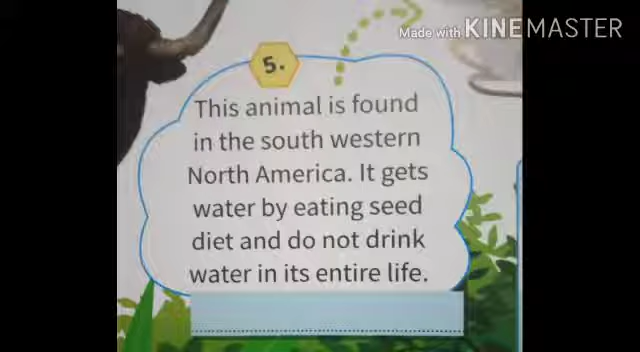 Made with KINEMASTER
5.
This animal is found
in the south western
North America. It gets
water by eating seed
diet and do not drink
water in its entire life.